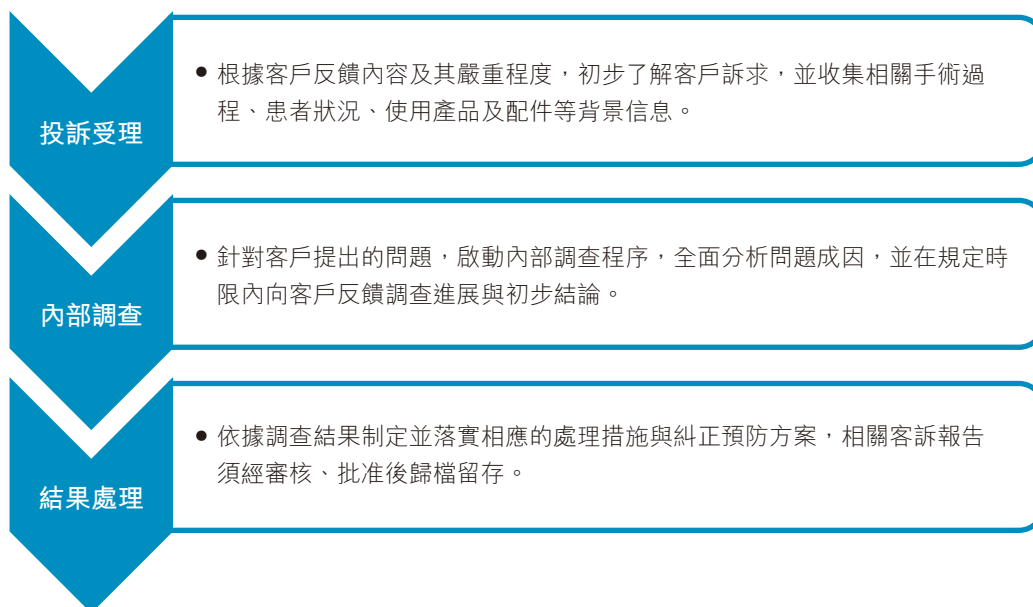 投訴受理
● 根據客戶反饋內容及其嚴重程度，初步了解客戶訴求，並收集相關手術過
程、患者狀況、使用產品及配件等背景信息。
內部調查
● 針對客戶提出的問題，啟動內部調查程序，全面分析問題成因，並在規定時
限內向客戶反饋調查進展與初步結論。
結果處理
● 依據調查結果制定並落實相應的處理措施與糾正預防方案，相關客訴報告
須經審核、批准後歸檔留存。